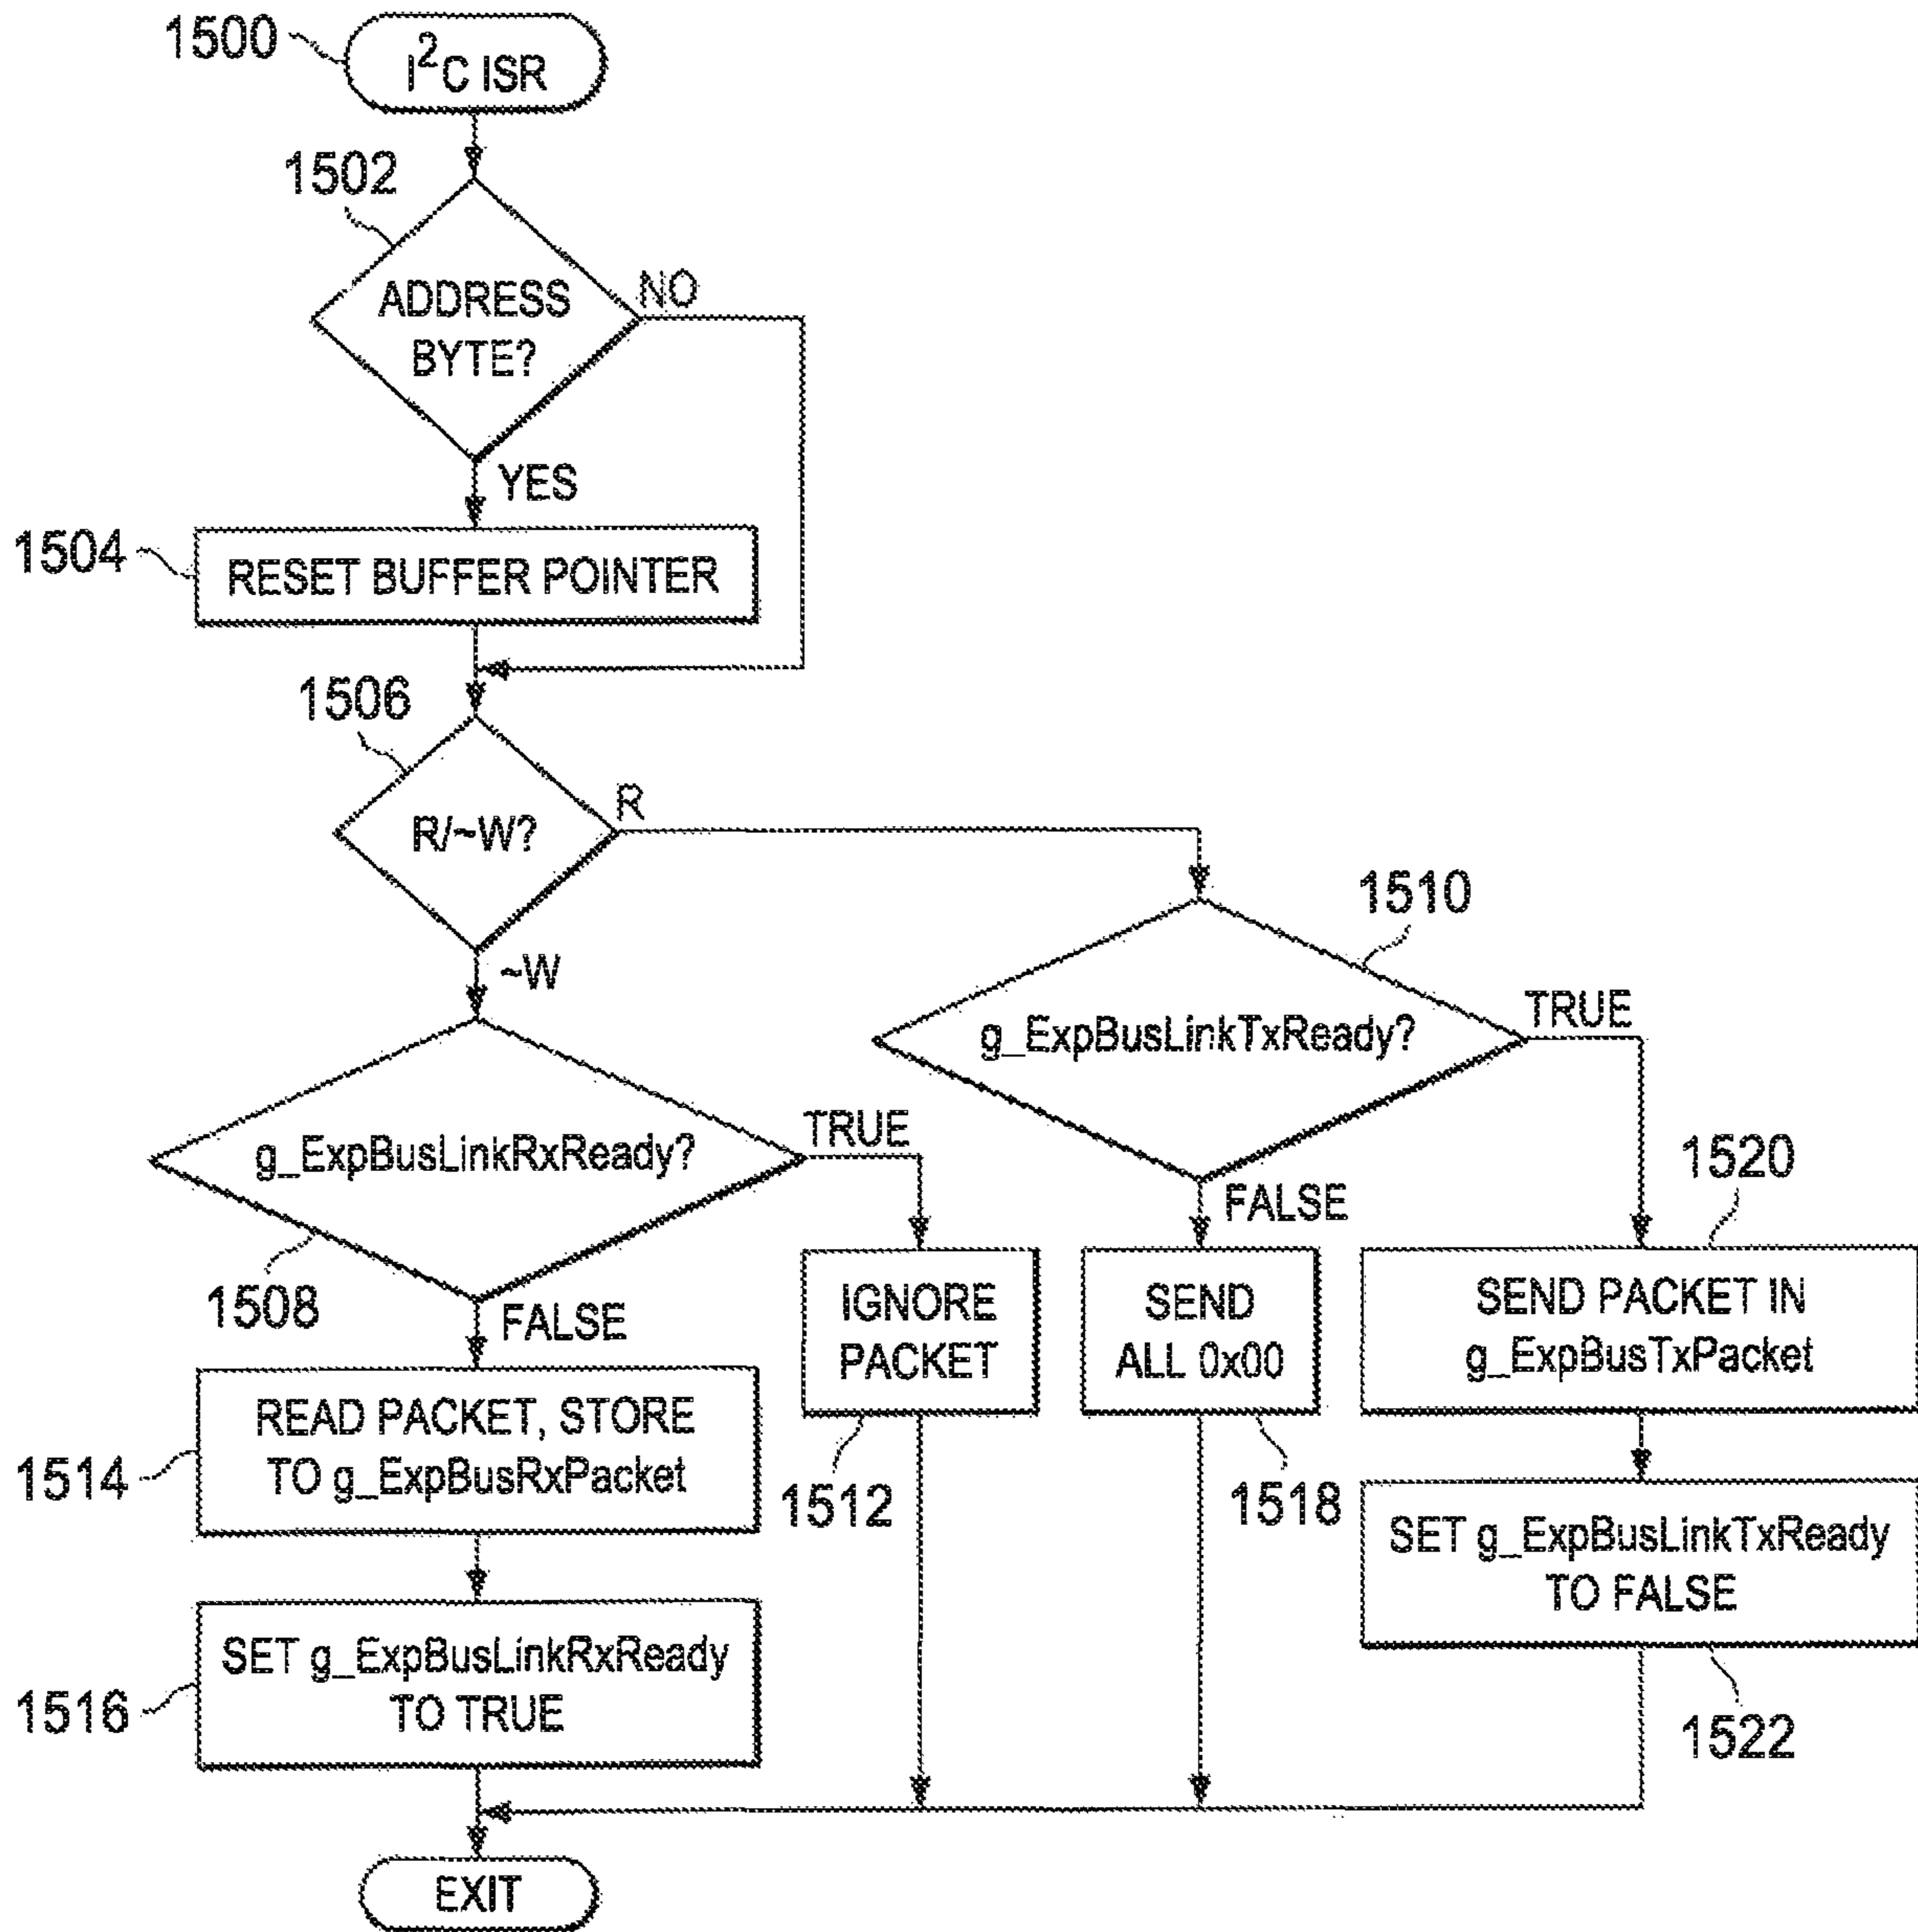 1500
I²C ISR
1502
ADDRESS
BYTE?
NO
YES
1504
RESET BUFFER POINTER
1506
R/~W?
R
~W
1510
g_ExpBusLinkTxReady?
TRUE
FALSE
g_ExpBusLinkRxReady?
TRUE
1508
FALSE
1520
IGNORE
PACKET
1512
SEND
ALL 0x00
1518
SEND PACKET IN
g_ExpBusTxPacket
1514
READ PACKET, STORE
TO g_ExpBusRxPacket
SET g_ExpBusLinkTxReady
TO FALSE
1522
1516
SET g_ExpBusLinkRxReady
TO TRUE
EXIT